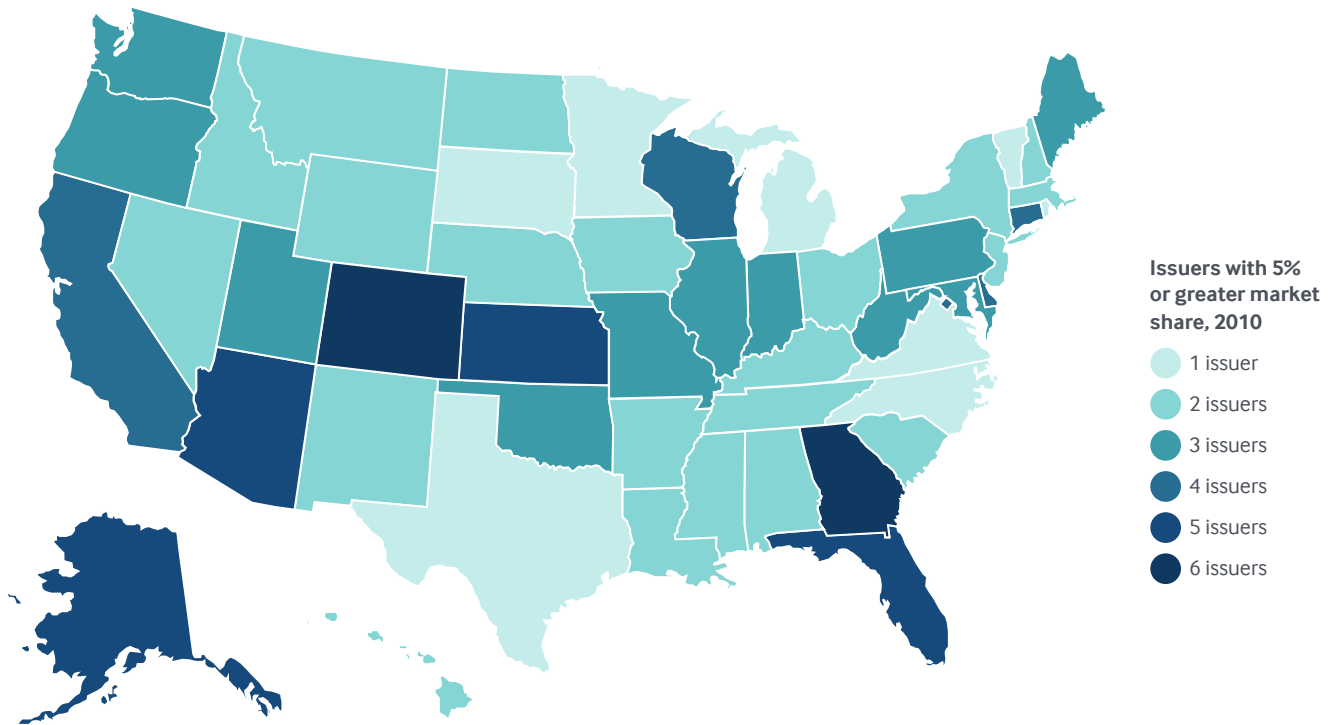 Issuers with 5%
or greater market
share, 2010
1 issuer
2 issuers
3 issuers
4 issuers
5 issuers
6 issuers